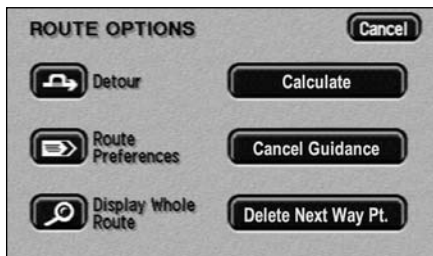 ROUTE OPTIONS
Cancel
Detour
Calculate
Route
Preferences
Cancel Guidance
Display Whole
Route
Delete Next Way Pt.